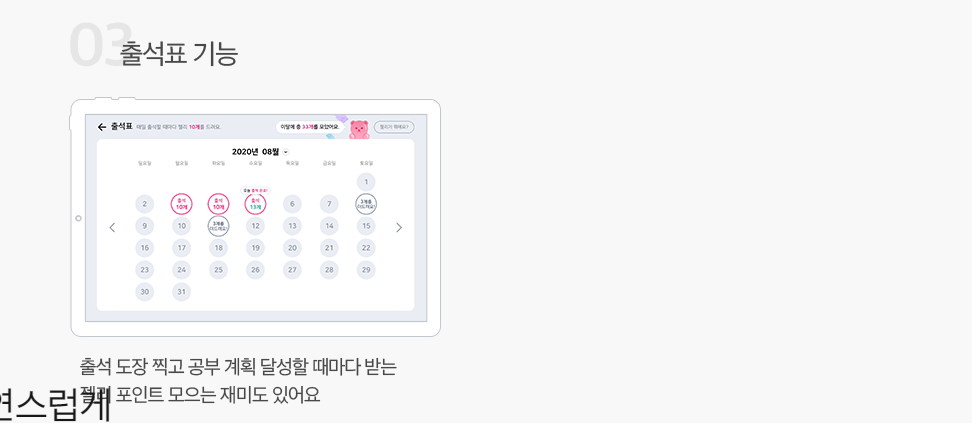 03
출석표 기능
출석표 매일 출석할 때마다 젤리 10개를 드려요.
이달에 총 33개를 모았어요.
젤리가 뭐예요?
2020년 08월
일요일 월요일 화요일 수요일 목요일 금요일 토요일
1
오늘 출석 완료!
2 출석 10개 출석 10개 출석 13개 6 7 3개 더드려요!
9 10 3개 더드려요! 12 13 14 15
16 17 18 19 20 21 22
23 24 25 26 27 28 29
30 31
출석 도장 찍고 공부 계획 달성할 때마다 받는
젤리 포인트 모으는 재미도 있어요
연스럽게